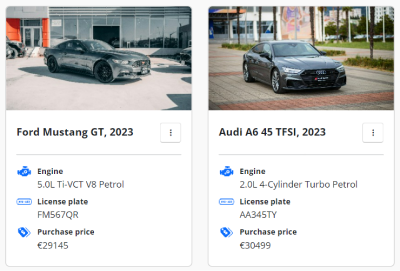 Ford Mustang GT, 2023
Engine
5.0L Ti-VCT V8 Petrol
License plate
FM567QR
Purchase price
€29145
Audi A6 45 TFSI, 2023
Engine
2.0L 4-Cylinder Turbo Petrol
License plate
AA345TY
Purchase price
€30499